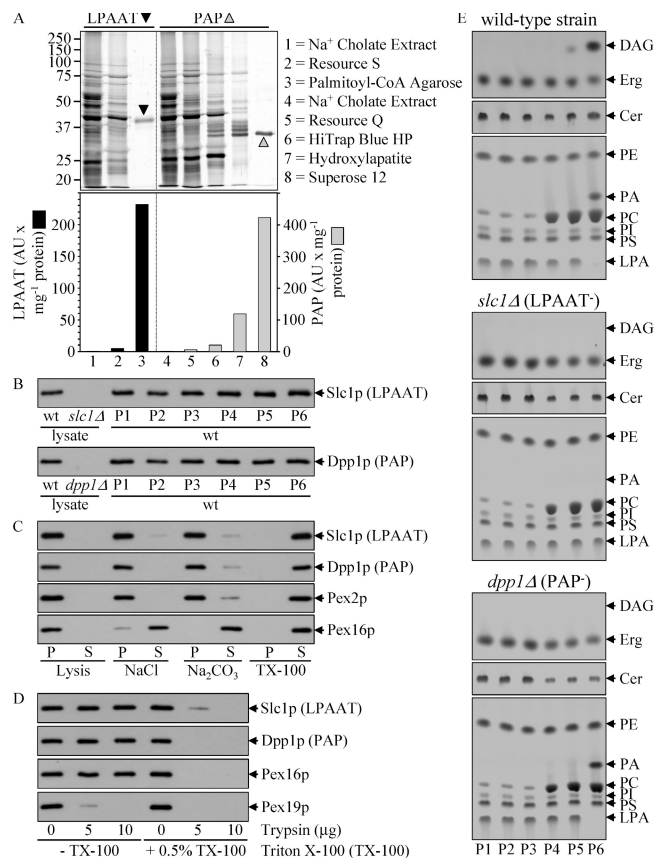 A
LPAAT▼ PAP△
250
150
100
75
50
37
25
20
1 = Na⁺ Cholate Extract
2 = Resource S
3 = Palmitoyl-CoA Agarose
4 = Na⁺ Cholate Extract
5 = Resource Q
6 = HiTrap Blue HP
7 = Hydroxylapatite
8 = Superose 12
LPAAT (AU x mg⁻¹ protein)
200
150
100
50
0
400
300
200
100
0
PAP (AU x mg⁻¹ protein)
1 2 3 4 5 6 7 8
B
Slc1p (LPAAT)
wt slc1Δ P1 P2 P3 P4 P5 P6
lysate wt
Dpp1p (PAP)
wt dpp1Δ P1 P2 P3 P4 P5 P6
lysate wt
C
Slc1p (LPAAT)
Dpp1p (PAP)
Pex2p
Pex16p
P S P S P S P S
Lysis NaCl Na₂CO₃ TX-100
D
Slc1p (LPAAT)
Dpp1p (PAP)
Pex16p
Pex19p
0 5 10 0 5 10 Trypsin (µg)
- TX-100 + 0.5% TX-100 Triton X-100 (TX-100)
E
wild-type strain
DAG
Erg
Cer
PE
PA
PC
PI
PS
LPA
slc1Δ (LPAAT⁻)
DAG
Erg
Cer
PE
PA
PC
PI
PS
LPA
dpp1Δ (PAP⁻)
DAG
Erg
Cer
PE
PA
PC
PI
PS
LPA
P1 P2 P3 P4 P5 P6